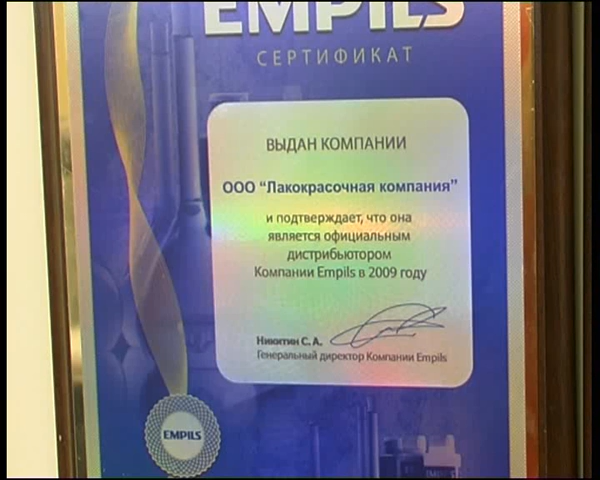 EMPILS
СЕРТИФИКАТ
ВЫДАН КОМПАНИИ
ООО “Лакокрасочная компания”
и подтверждает, что она
является официальным
дистрибьютором
Компании Empils в 2009 году
Никитин С. А.
Генеральный директор Компании Empils
EMPILS
EMPILS